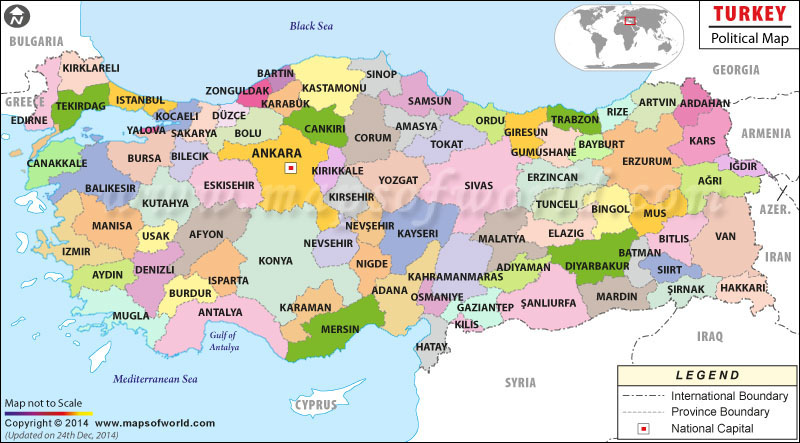 N
TURKEY
Political Map
Black Sea
BULGARIA
GEORGIA
GREECE
ARMENIA
AZER.
IRAN
IRAQ
SYRIA
CYPRUS
KIRKLARELI
TEKIRDAG
EDIRNE
ISTANBUL
KOCAELI
YALOVA
SAKARYA
DÜZCE
BOLU
ZONGULDAK
BARTIN
KARABÜK
KASTAMONU
SINOP
CANKIRI
CORUM
SAMSUN
AMASYA
TOKAT
ORDU
GIRESUN
TRABZON
GUMUSHANE
RIZE
BAYBURT
ARTVIN
ARDAHAN
KARS
IĞDIR
AĞRI
ERZURUM
ERZINCAN
CANAKKALE
BALIKESIR
BURSA
BILECIK
ESKISEHIR
ANKARA
KIRIKKALE
KIRSEHIR
YOZGAT
SIVAS
KUTAHYA
MANISA
IZMIR
USAK
AFYON
AYDIN
DENIZLI
MUGLA
BURDUR
ISPARTA
ANTALYA
KONYA
NEVSEHIR
NEVŞEHIR
KAYSERI
NIGDE
KARAMAN
MERSIN
ADANA
KAHRAMANMARAS
OSMANIYE
HATAY
KILIS
GAZIANTEP
MALATYA
ADIYAMAN
ŞANLIURFA
TUNCELI
ELAZIG
BINGOL
DIYARBAKUR
MARDIN
MUS
BITLIS
BATMAN
SIIRT
ŞIRNAK
VAN
HAKKARI
Gulf of
Antalya
Mediterranean Sea
www.mapsofworld.com
Map not to Scale
Copyright © 2014 www.mapsofworld.com
(Updated on 24th Dec, 2014)
LEGEND
International Boundary
Province Boundary
National Capital